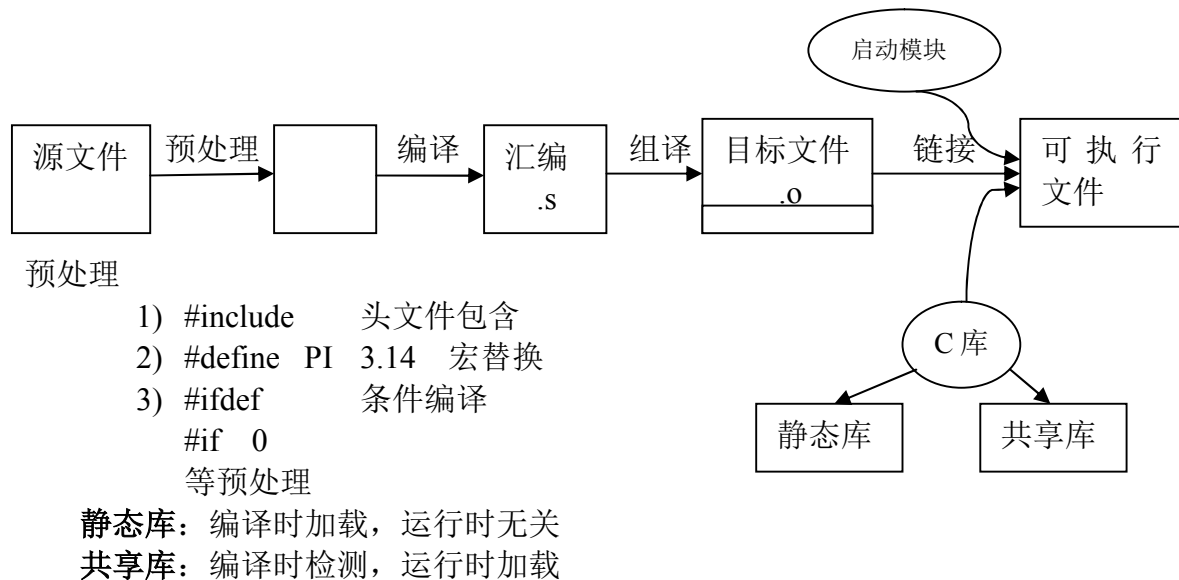 启动模块
源文件 预处理 编译 汇编 .s 组译 目标文件 .o 链接 可执行文件
预处理
1) #include 头文件包含
2) #define PI 3.14 宏替换
3) #ifdef 条件编译
#if 0
等预处理
C库
静态库 共享库
静态库：编译时加载，运行时无关
共享库：编译时检测，运行时加载